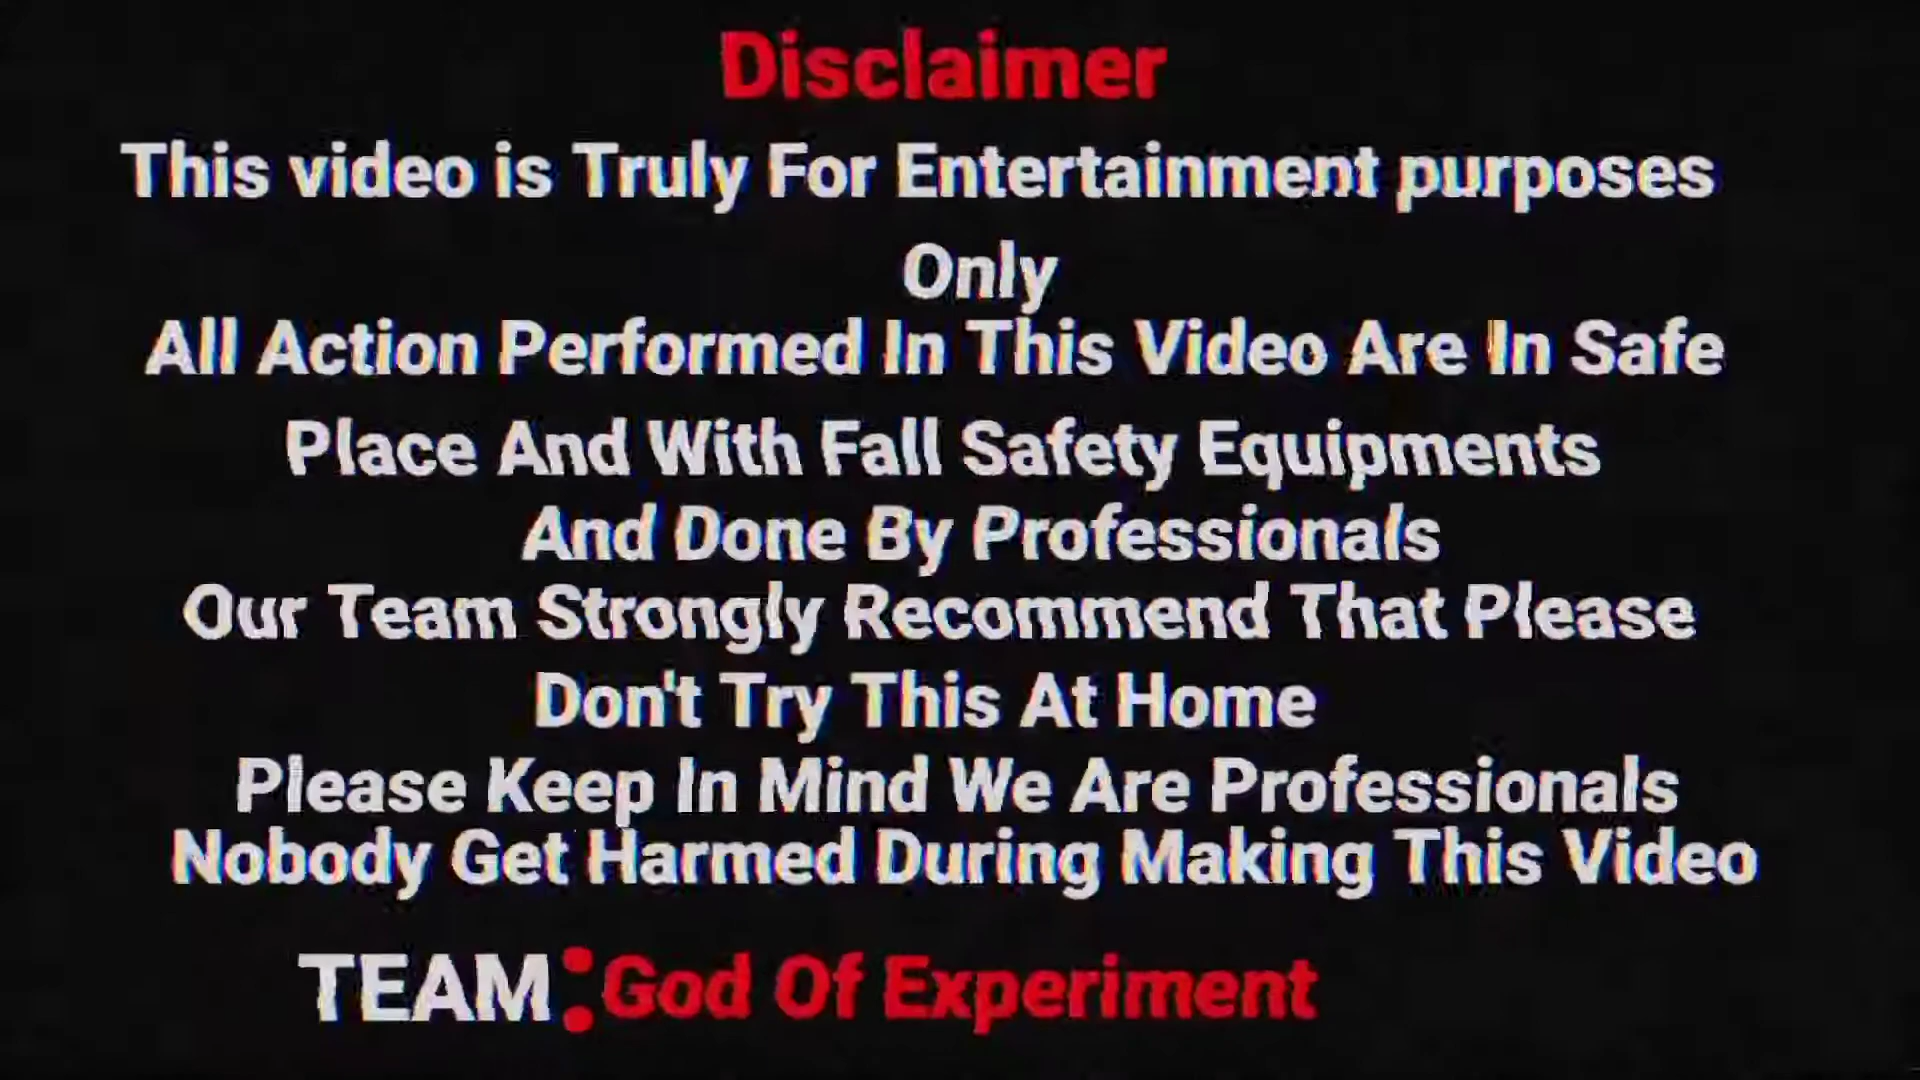 Disclaimer
This video is Truly For Entertainment purposes
Only
All Action Performed In This Video Are In Safe
Place And With Fall Safety Equipments
And Done By Professionals
Our Team Strongly Recommend That Please
Don't Try This At Home
Please Keep In Mind We Are Professionals
Nobody Get Harmed During Making This Video
TEAM:God Of Experiment